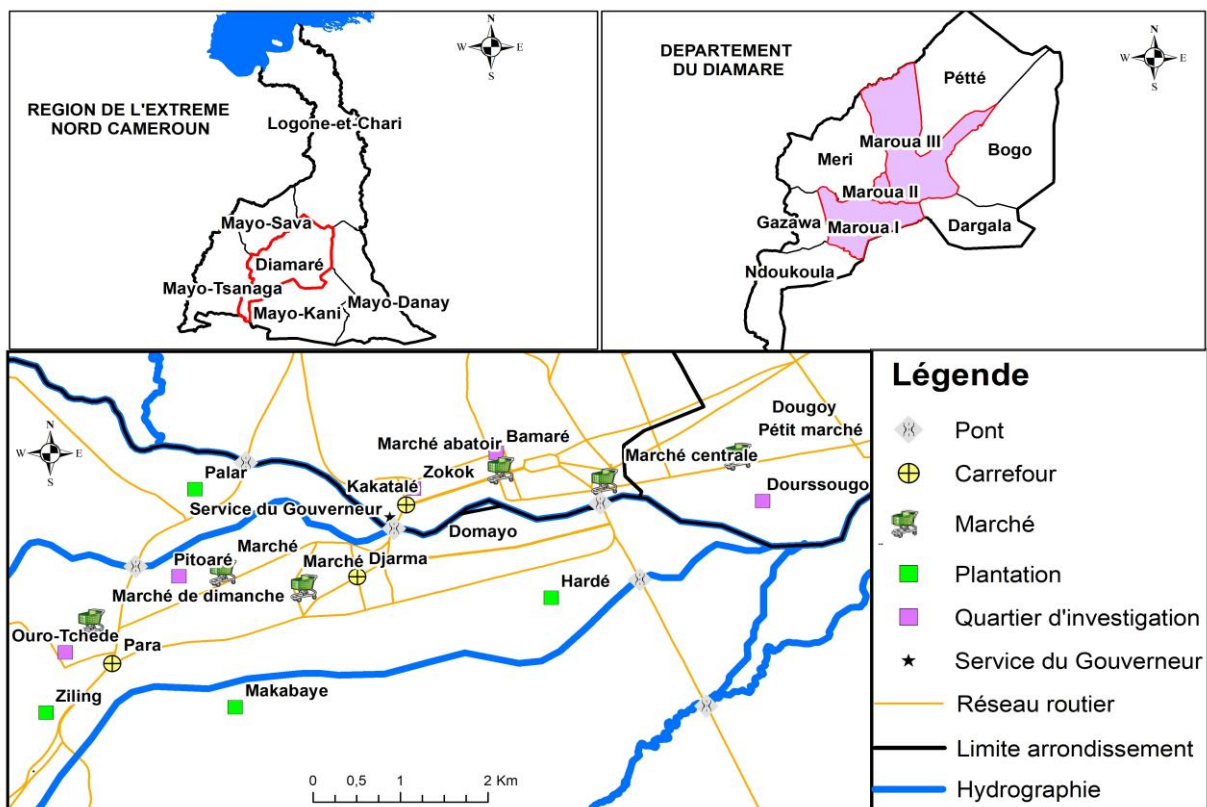 REGION DE L'EXTREME
NORD CAMEROUN
N
W
E
S
Logone-et-Chari
Mayo-Sava
Diamaré
Mayo-Tsanaga
Mayo-Kani
Mayo-Danay
DEPARTEMENT
DU DIAMARE
N
W
E
S
Pétté
Maroua III
Meri
Bogo
Maroua II
Gazawa
Maroua I
Dargala
Ndoukoula
N
W
E
S
Dougoy
Pétit marché
Marché abatoir
Bamaré
Marché centrale
Palar
Zokok
Kakatalé
Dourssougo
Service du Gouverneur
Domayo
Marché
Pitoaré
Marché
Djarma
Hardé
Marché de dimanche
Ouro-Tchede
Para
Ziling
Makabaye
0 0,5 1 2 Km
Légende
Pont
Carrefour
Marché
Plantation
Quartier d'investigation
Service du Gouverneur
Réseau routier
Limite arrondissement
Hydrographie